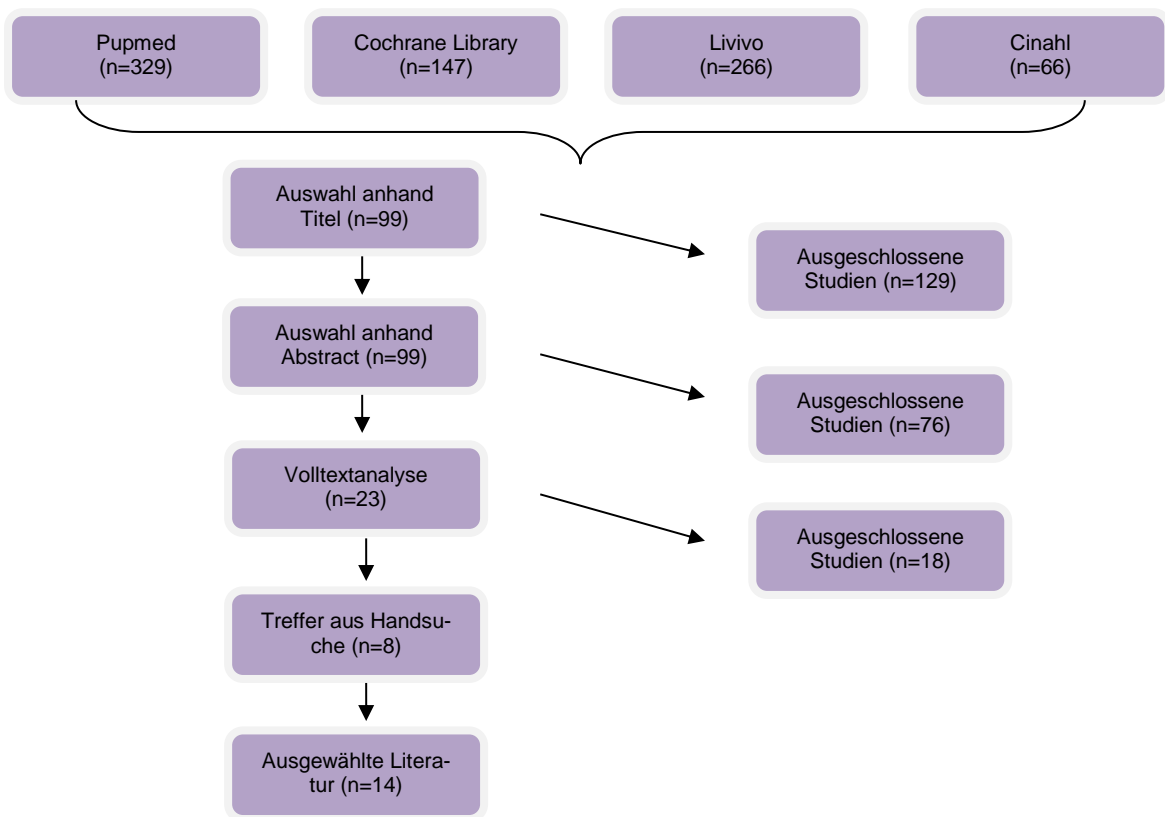 Pupmed
(n=329)
Cochrane Library
(n=147)
Livivo
(n=266)
Cinahl
(n=66)
Auswahl anhand
Titel (n=99)
Ausgeschlossene
Studien (n=129)
Auswahl anhand
Abstract (n=99)
Ausgeschlossene
Studien (n=76)
Volltextanalyse
(n=23)
Ausgeschlossene
Studien (n=18)
Treffer aus Handsu-
che (n=8)
Ausgewählte Litera-
tur (n=14)